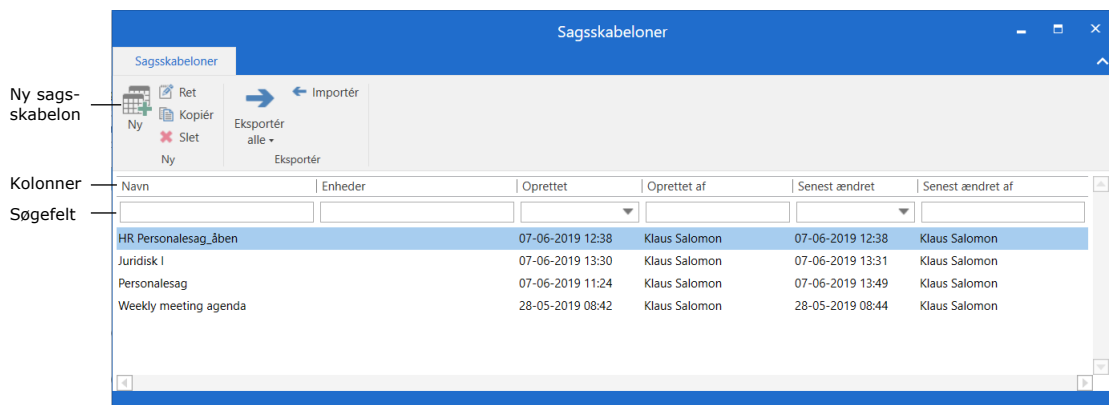 Sagsskabeloner
Sagsskabeloner
Ny sags-
skabelon
Ny
Ret
Kopiér
Slet
Ny
Eksportér
alle
Importér
Eksportér
Kolonner
Navn Enheder Oprettet Oprettet af Senest ændret Senest ændret af
Søgefelt
HR Personalesag_åben 07-06-2019 12:38 Klaus Salomon 07-06-2019 12:38 Klaus Salomon
Juridisk I 07-06-2019 13:30 Klaus Salomon 07-06-2019 13:31 Klaus Salomon
Personalesag 07-06-2019 11:24 Klaus Salomon 07-06-2019 13:49 Klaus Salomon
Weekly meeting agenda 28-05-2019 08:42 Klaus Salomon 28-05-2019 08:44 Klaus Salomon